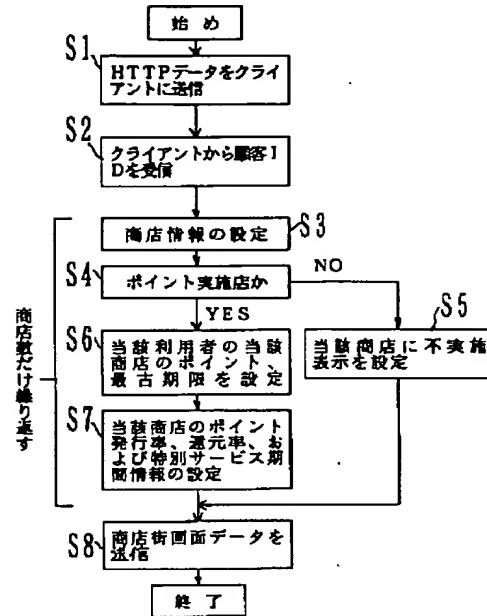 始め
S1
HTTPデータをクライ
アントに送信
S2
クライアントから顧客I
Dを受信
S3
商店情報の設定
S4
ポイント実施店か
NO
YES
S5
当該商店に不実施
表示を設定
S6
当該利用者の当該
商店のポイント、
最古期限を設定
S7
当該商店のポイント
発行率、還元率、お
よび特別サービス期
間情報の設定
商店数だけ繰り返す
S8
商店街画面データを
送信
終了